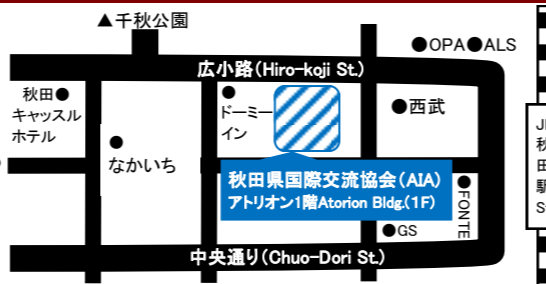 ▲千秋公園
●OPA●ALS
広小路(Hiro-koji St.)
秋田●
キャッスル
ホテル
●
ドーミー
イン
●西武
●
なかいち
秋田県国際交流協会(AIA)
アトリオン1階Atorion Bldg.(1F)
●FONTE
●GS
中央通り(Chuo-Dori St.)
秋
田
駅